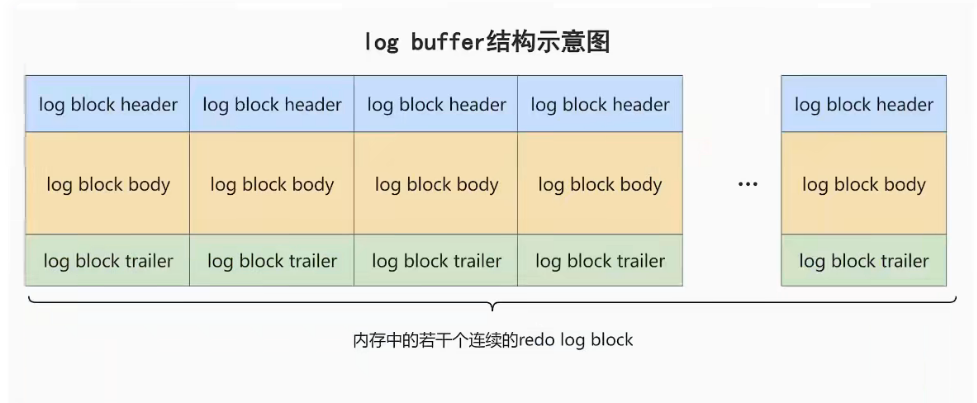 log buffer结构示意图
log block header log block header log block header log block header log block header
log block body log block body log block body log block body ... log block body
log block trailer log block trailer log block trailer log block trailer log block trailer
内存中的若干个连续的redo log block